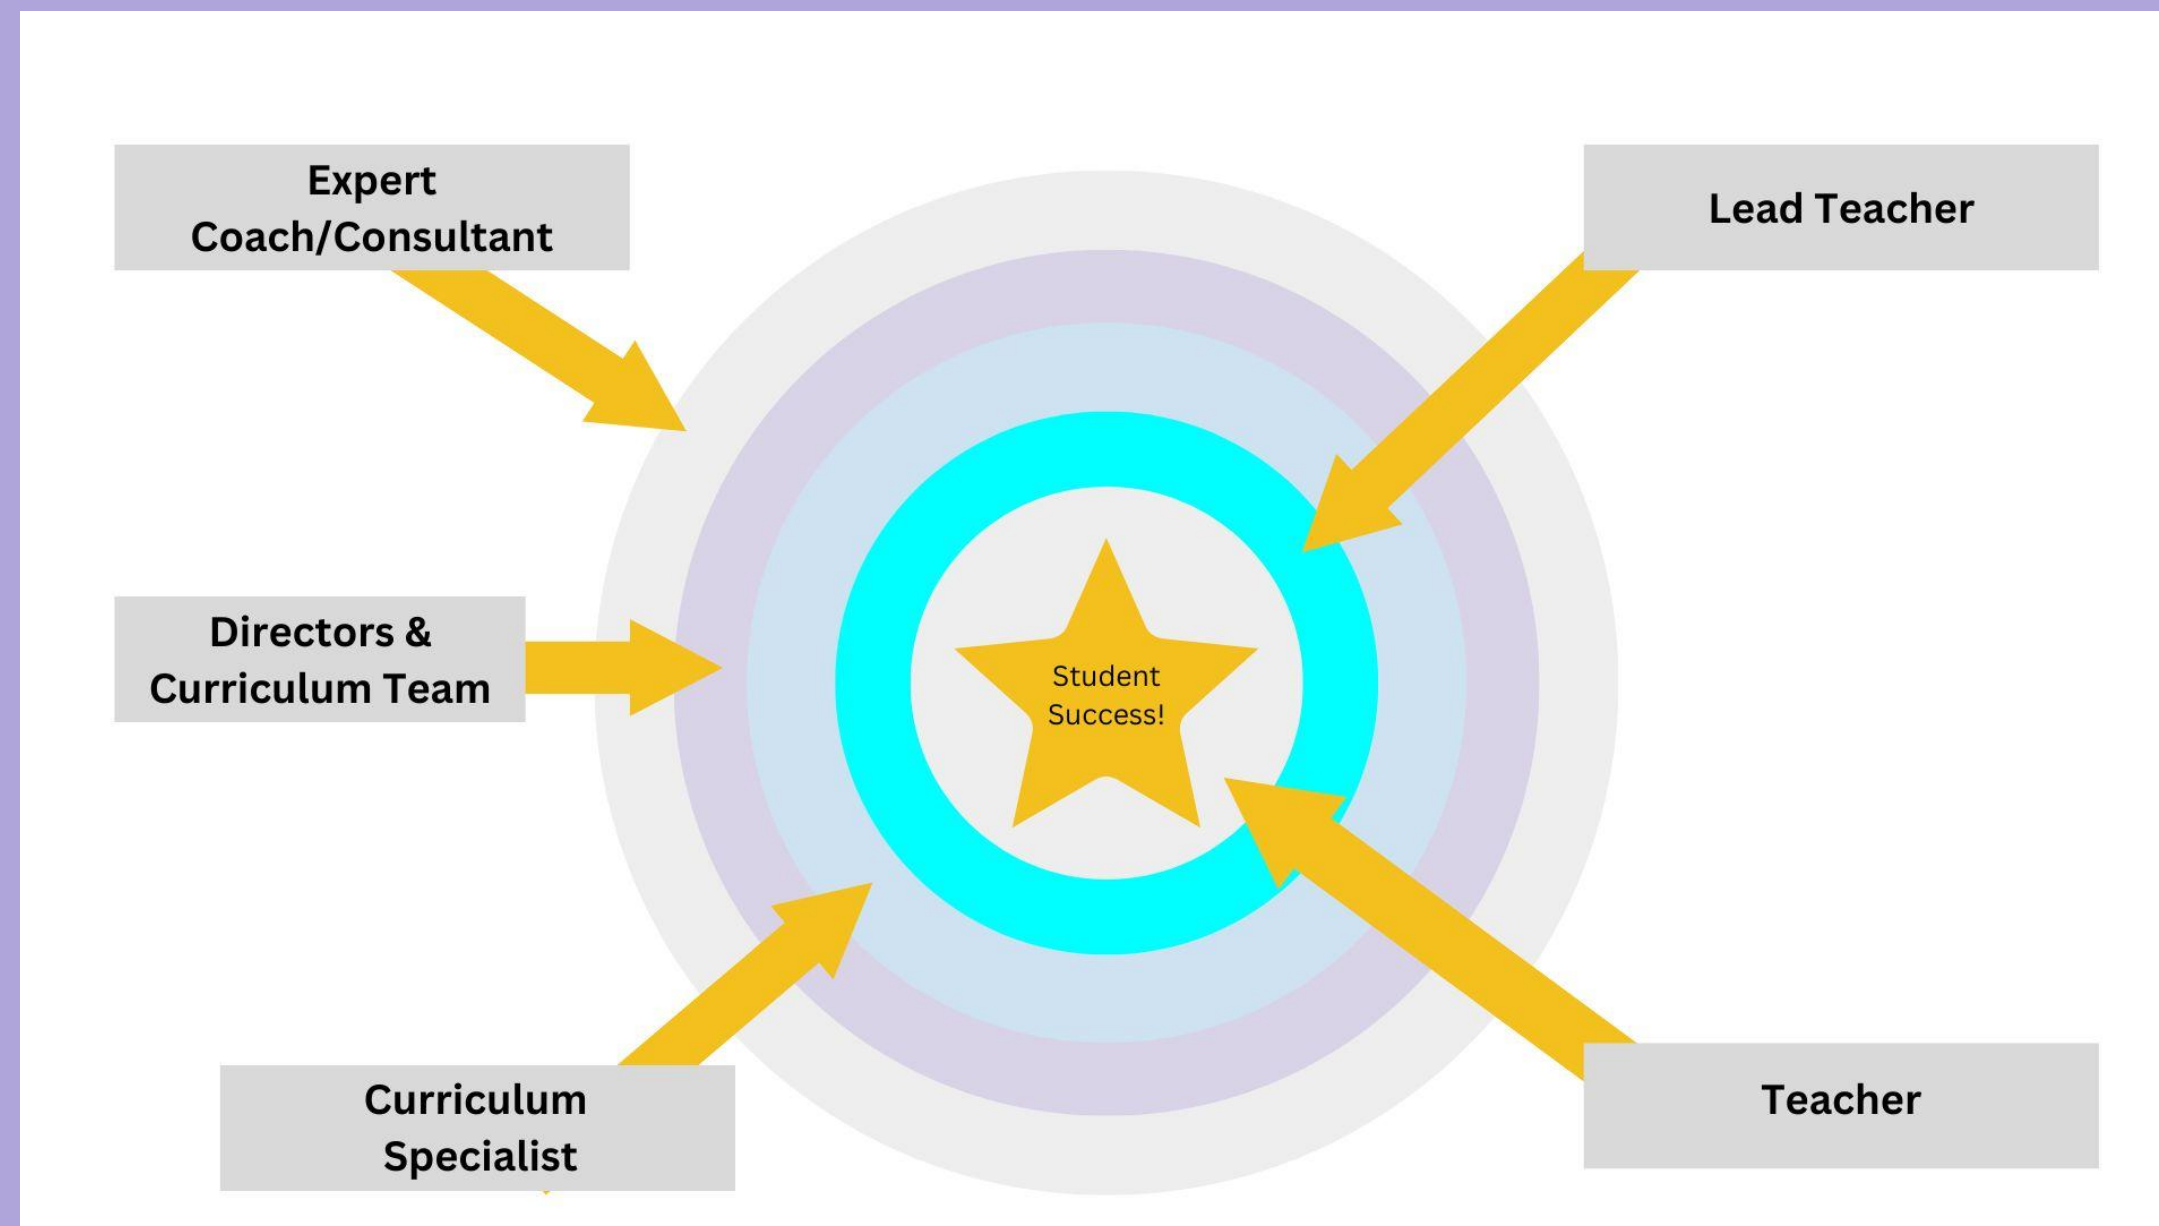 Expert
Coach/Consultant
Lead Teacher
Directors &
Curriculum Team
Student
Success!
Curriculum
Specialist
Teacher